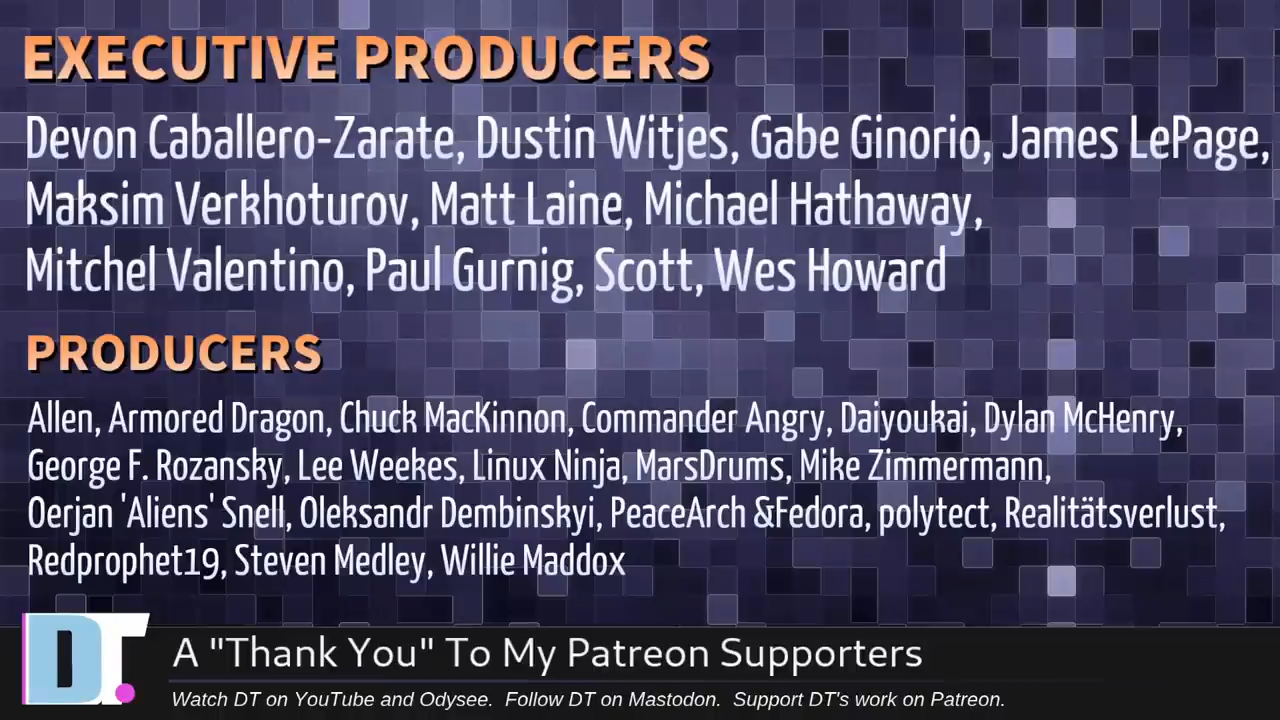 EXECUTIVE PRODUCERS
Devon Caballero-Zarate, Dustin Witjes, Gabe Ginorio, James LePage,
Maksim Verkhoturov, Matt Laine, Michael Hathaway,
Mitchel Valentino, Paul Gurnig, Scott, Wes Howard
PRODUCERS
Allen, Armored Dragon, Chuck MacKinnon, Commander Angry, Daiyoukai, Dylan McHenry,
George F. Rozansky, Lee Weekes, Linux Ninja, MarsDrums, Mike Zimmermann,
Oerjan 'Aliens' Snell, Oleksandr Dembinskyi, PeaceArch &Fedora, polytect, Realitätsverlust,
Redprophet19, Steven Medley, Willie Maddox
DT.
A "Thank You" To My Patreon Supporters
Watch DT on YouTube and Odysee. Follow DT on Mastodon. Support DT's work on Patreon.